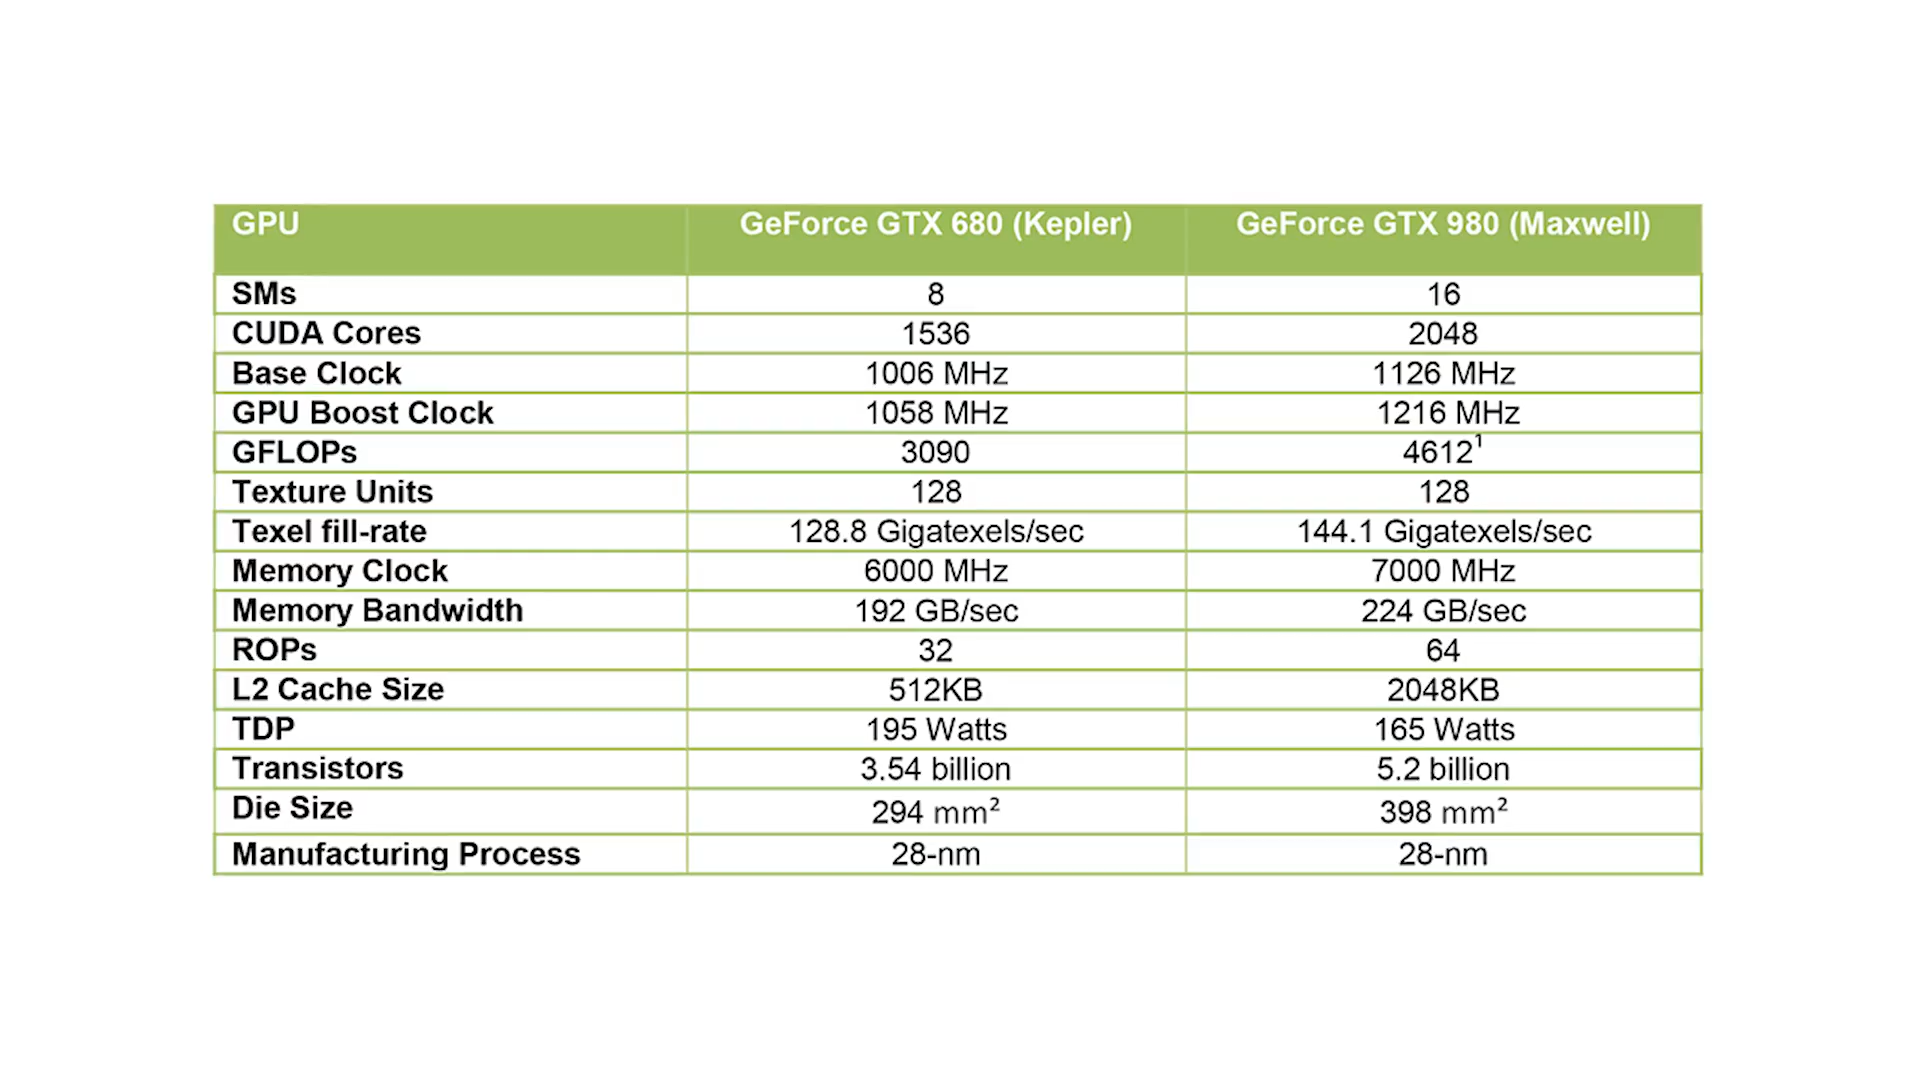 GPU GeForce GTX 680 (Kepler) GeForce GTX 980 (Maxwell)
SMs 8 16
CUDA Cores 1536 2048
Base Clock 1006 MHz 1126 MHz
GPU Boost Clock 1058 MHz 1216 MHz
GFLOPs 3090 4612¹
Texture Units 128 128
Texel fill-rate 128.8 Gigatexels/sec 144.1 Gigatexels/sec
Memory Clock 6000 MHz 7000 MHz
Memory Bandwidth 192 GB/sec 224 GB/sec
ROPs 32 64
L2 Cache Size 512KB 2048KB
TDP 195 Watts 165 Watts
Transistors 3.54 billion 5.2 billion
Die Size 294 mm² 398 mm²
Manufacturing Process 28-nm 28-nm